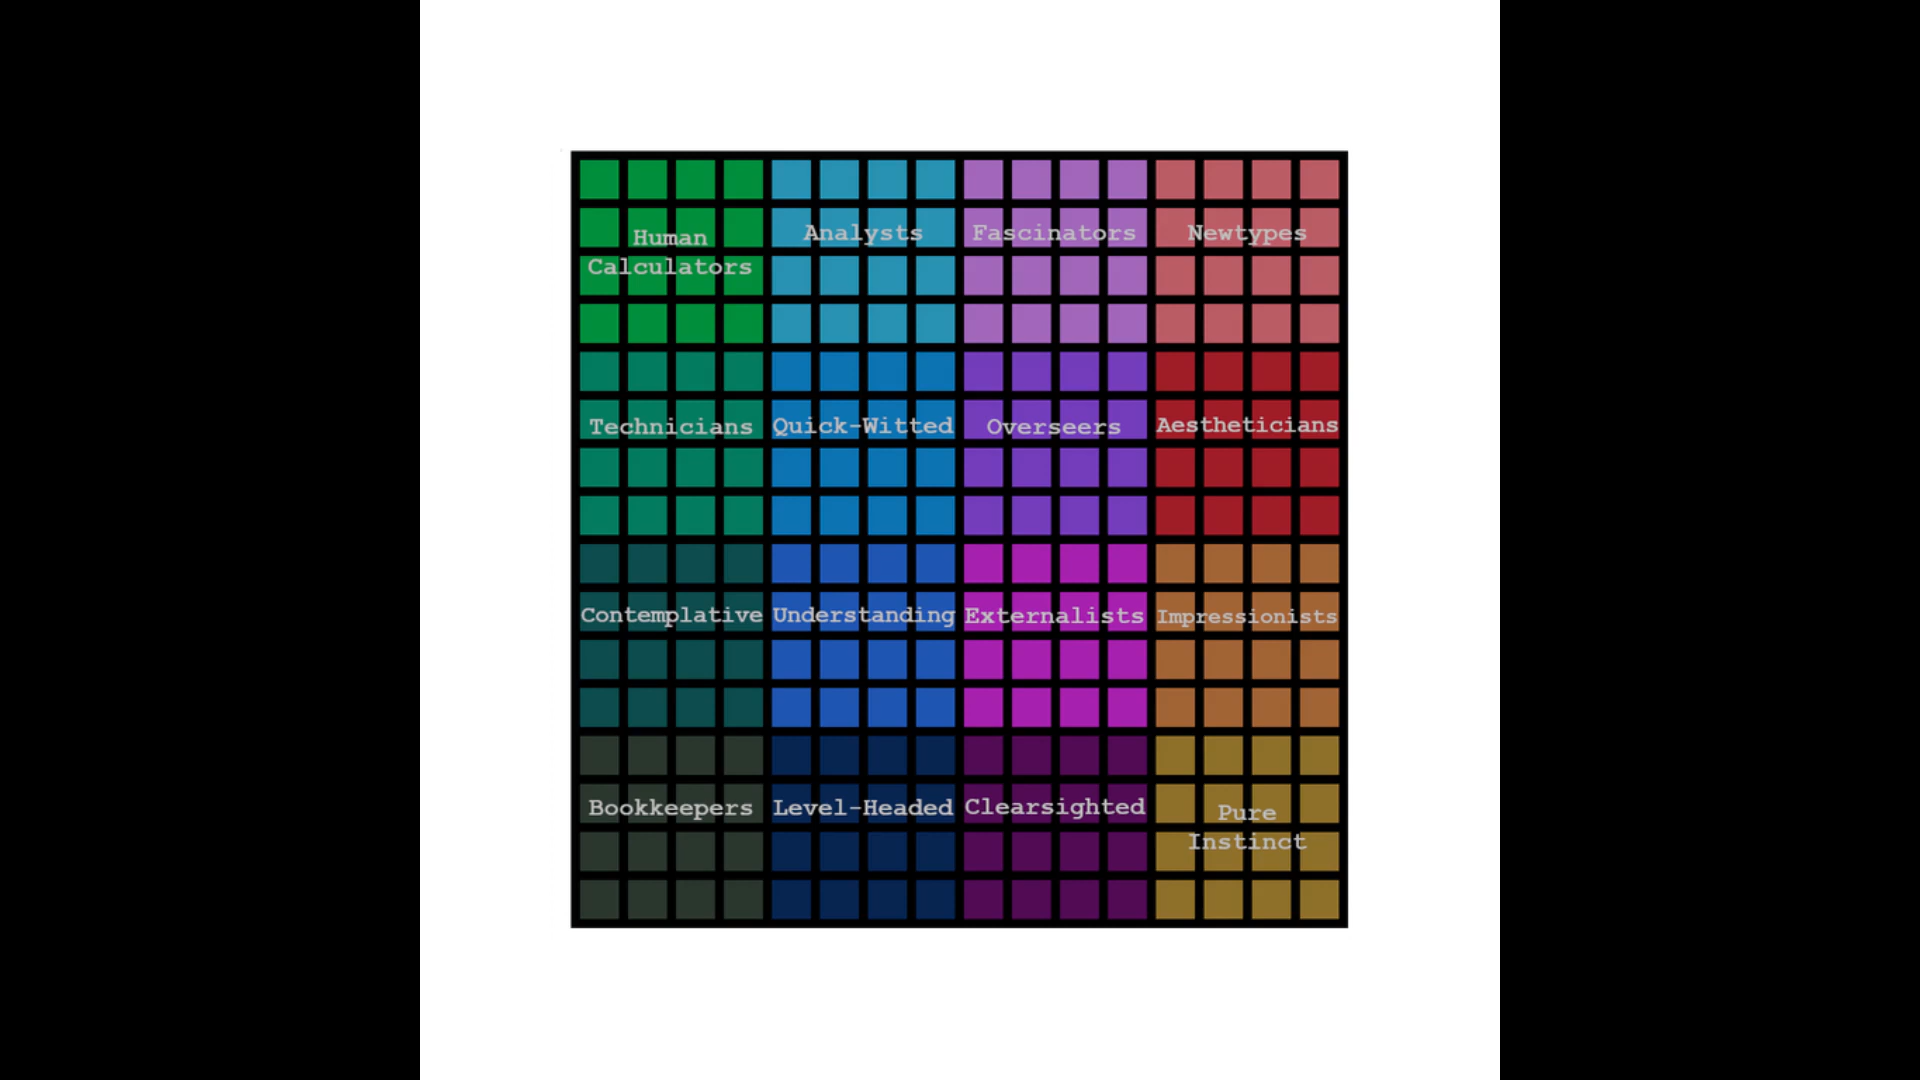 Human
Calculators
Analysts
Fascinators
Newtypes
Technicians
Quick-Witted
Overseers
Aestheticians
Contemplative
Understanding
Externalists
Impressionists
Bookkeepers
Level-Headed
Clearsighted
Pure
Instinct